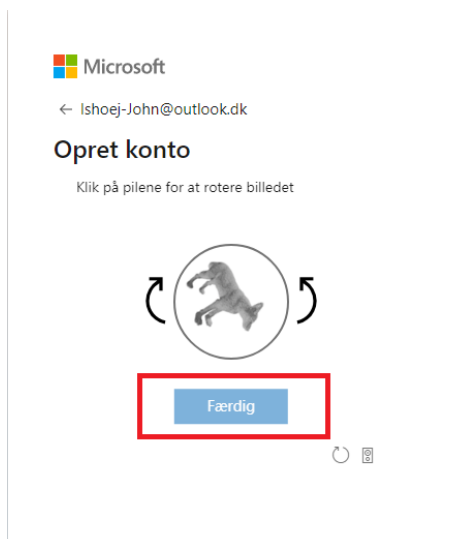 Microsoft
← Ishoej-John@outlook.dk
Opret konto
Klik på pilene for at rotere billedet
Færdig